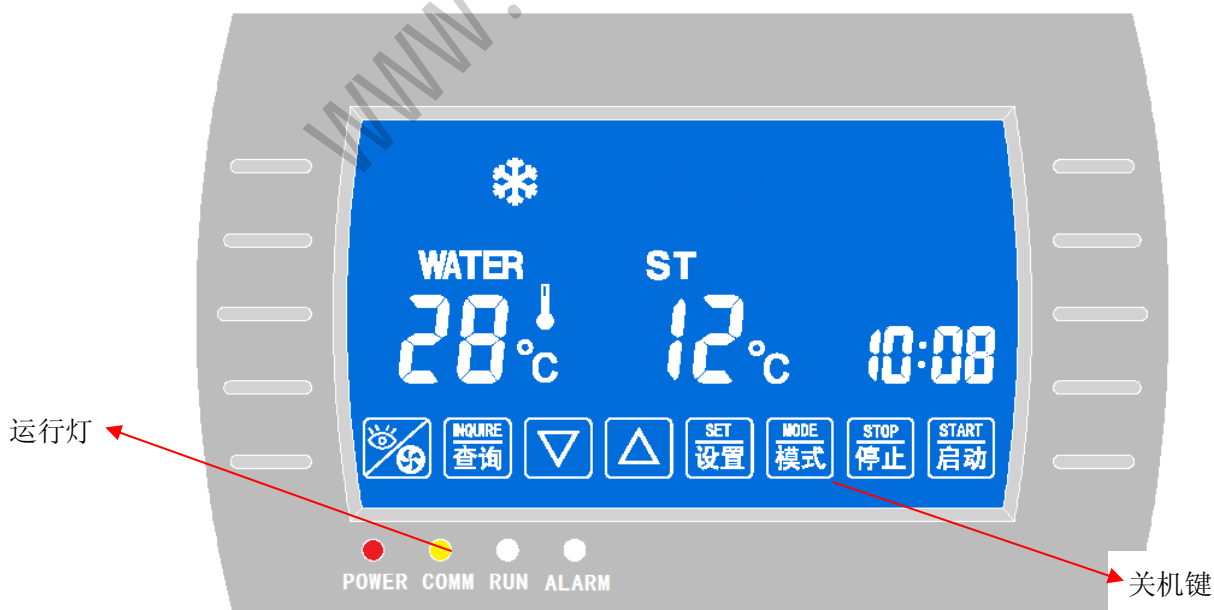 WWW.
WATER ST
28℃ 12℃ 10:08
INQUIRE SET MODE STOP START
查询 设置 模式 停止 启动
运行灯
POWER COMM RUN ALARM
关机键